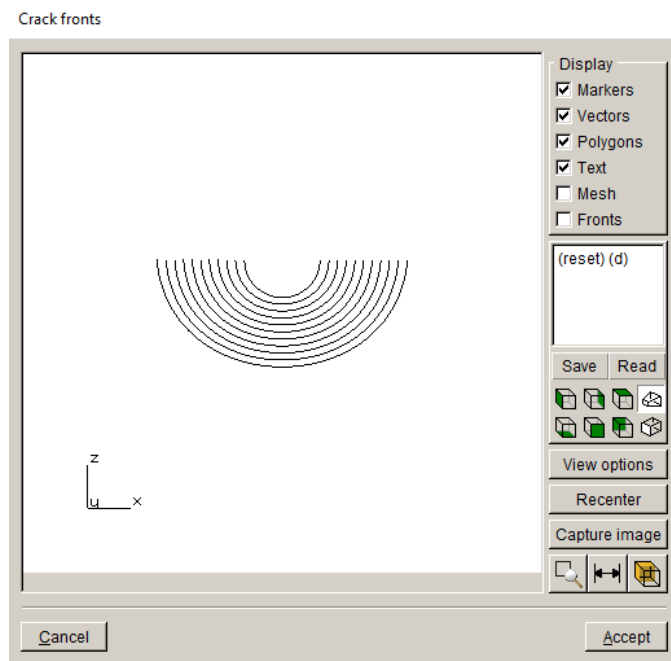 Crack fronts
Display
Markers
Vectors
Polygons
Text
Mesh
Fronts
(reset) (d)
Save Read
View options
Recenter
Capture image
z
y x
Cancel Accept